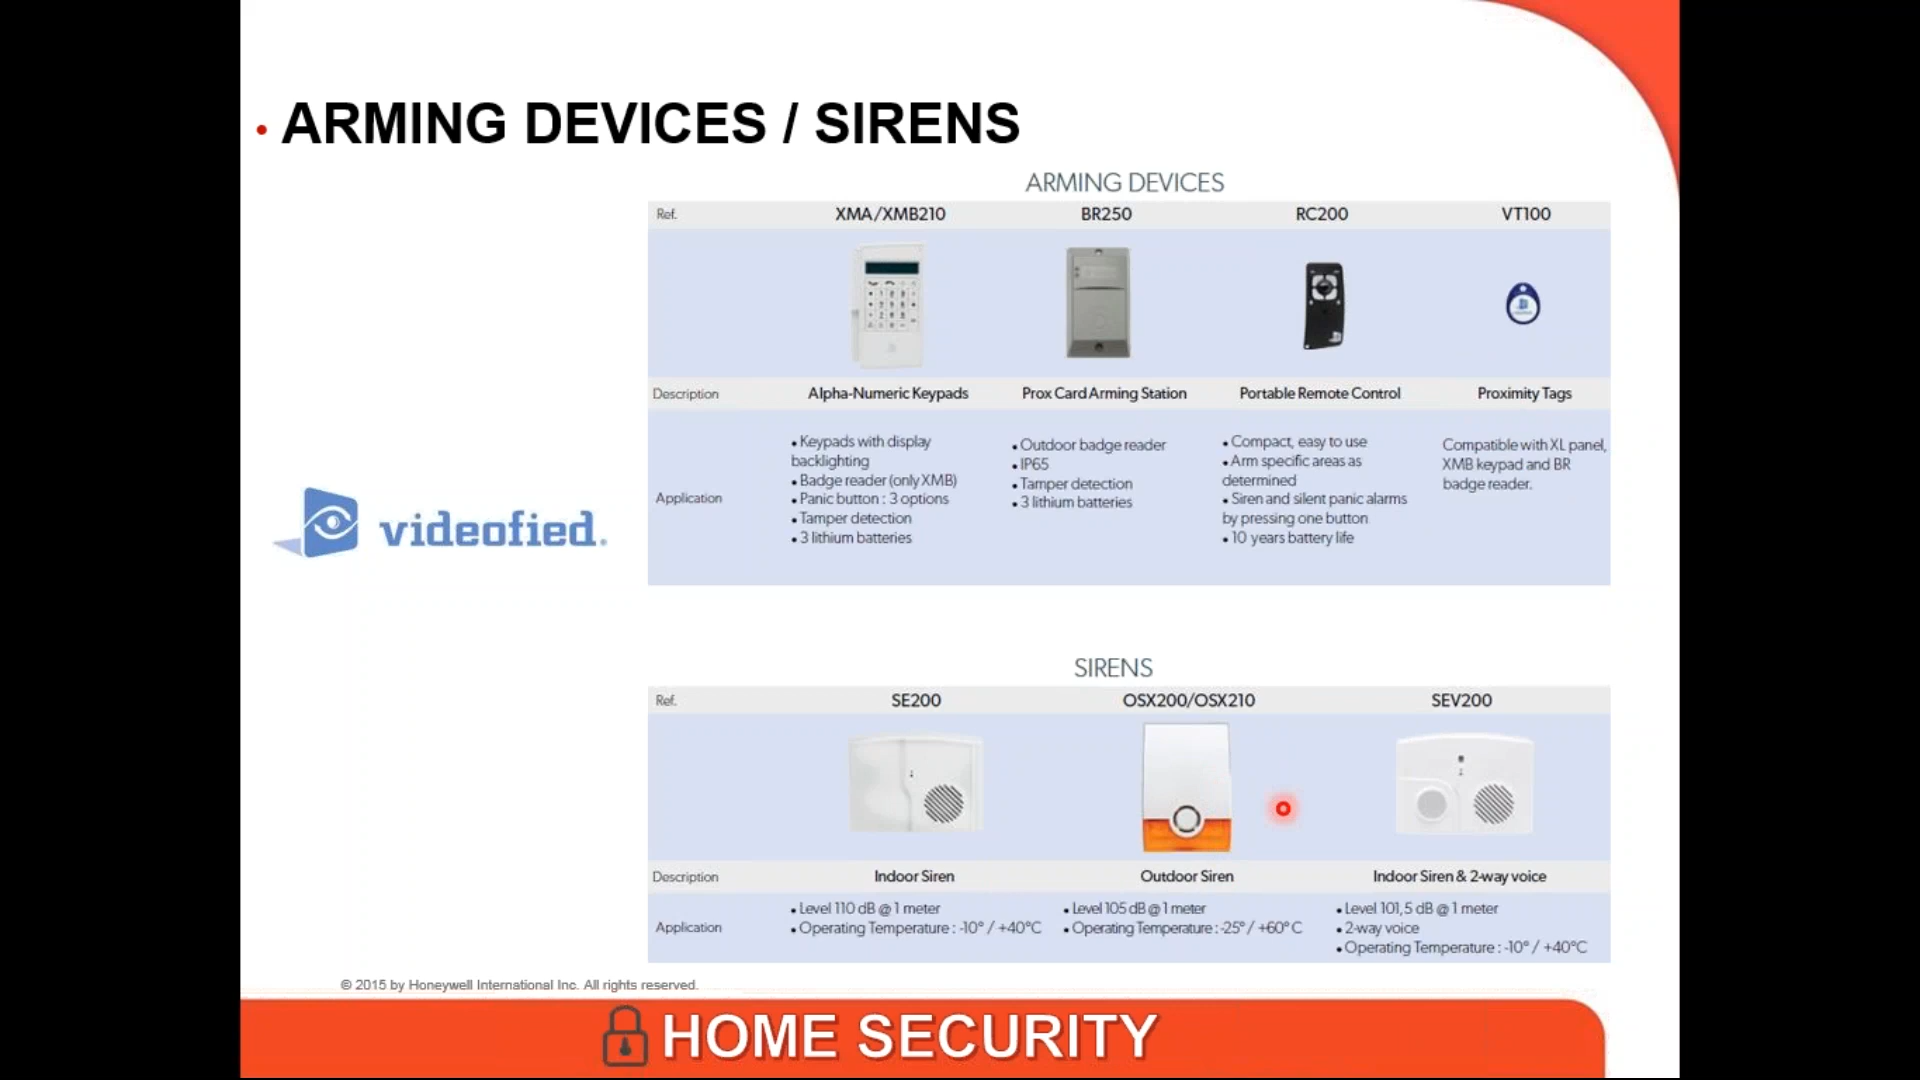 • ARMING DEVICES / SIRENS
ARMING DEVICES
Ref. XMA/XMB210 BR250 RC200 VT100
Description Alpha-Numeric Keypads Prox Card Arming Station Portable Remote Control Proximity Tags
Application
• Keypads with display
backlighting
• Badge reader (only XMB)
• Panic button : 3 options
• Tamper detection
• 3 lithium batteries
• Outdoor badge reader
• IP65
• Tamper detection
• 3 lithium batteries
• Compact, easy to use
• Arm specific areas as
determined
• Siren and silent panic alarms
by pressing one button
• 10 years battery life
Compatible with XL panel,
XMB keypad and BR
badge reader.
videofied.
SIRENS
Ref. SE200 OSX200/OSX210 SEV200
Description Indoor Siren Outdoor Siren Indoor Siren & 2-way voice
Application
• Level 110 dB @ 1 meter
• Operating Temperature : -10° / +40°C
• Level 105 dB @ 1 meter
• Operating Temperature : -25° / +60° C
• Level 101,5 dB @ 1 meter
• 2-way voice
• Operating Temperature : -10° / +40°C
© 2015 by Honeywell International Inc. All rights reserved.
HOME SECURITY